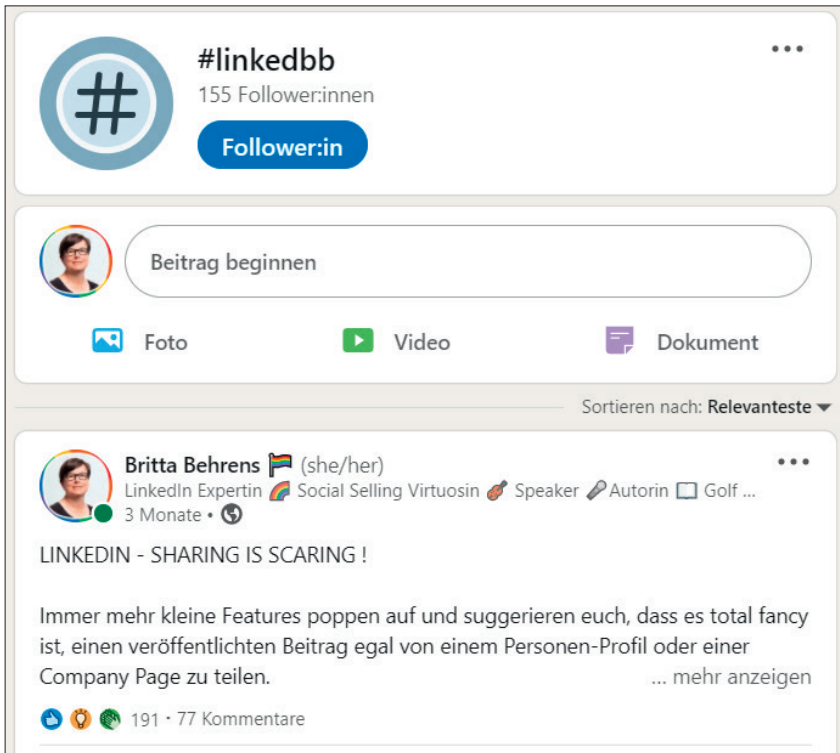 #linkedbb
155 Follower:innen
Follower:in
Beitrag beginnen
Foto
Video
Dokument
Sortieren nach: Relevanteste
Britta Behrens 🏳️‍🌈 (she/her)
LinkedIn Expertin 🌈 Social Selling Virtuosin 🎻 Speaker 🎤Autorin 📖 Golf ...
3 Monate •
LINKEDIN - SHARING IS SCARING !
Immer mehr kleine Features poppen auf und suggerieren euch, dass es total fancy
ist, einen veröffentlichten Beitrag egal von einem Personen-Profil oder einer
Company Page zu teilen.
... mehr anzeigen
191 · 77 Kommentare